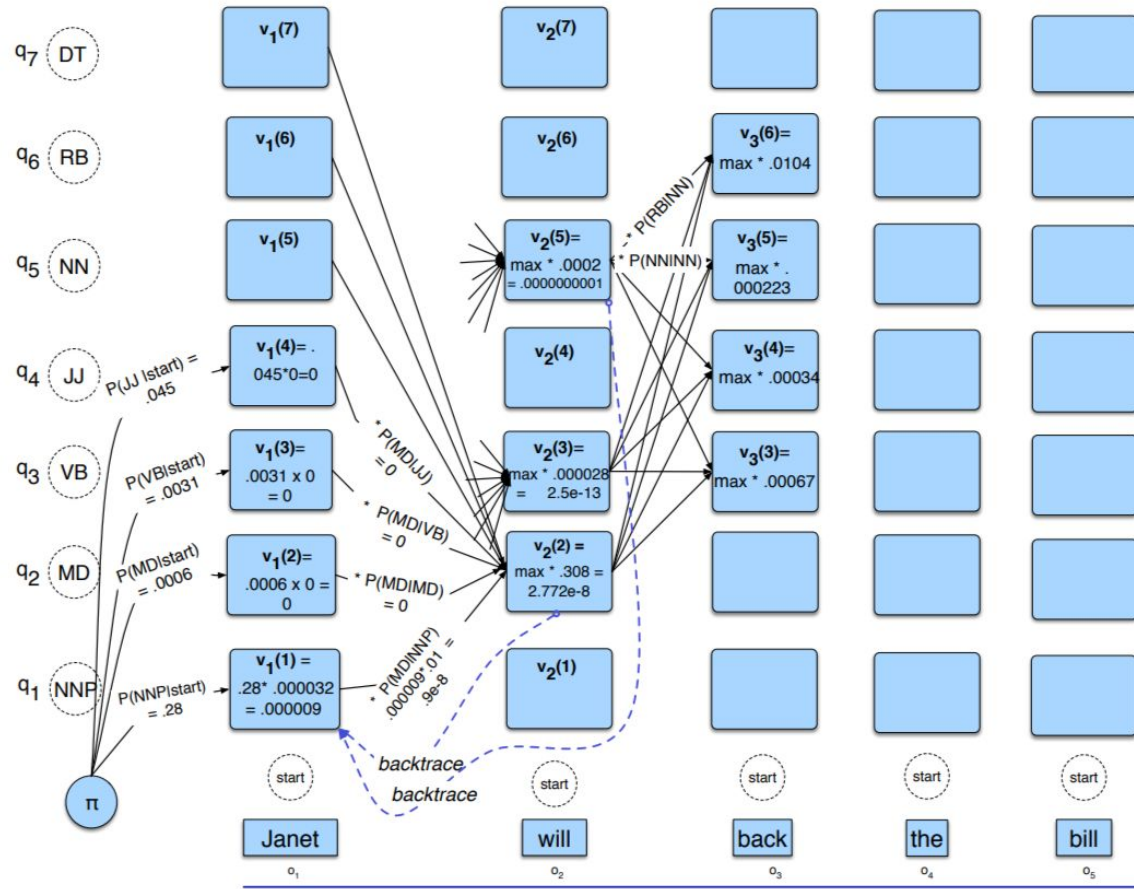 q7 DT
v1(7)
v2(7)
q6 RB
v1(6)
v2(6)
v3(6)=
max * .0104
* P(RB|NN)
q5 NN
v1(5)
v2(5)=
max * .0002
= .0000000001
* P(NN|NN)
v3(5)=
max * .
000223
q4 JJ
P(JJ |start) =
.045
v1(4)= .
045*0=0
v2(4)
v3(4)=
max * .00034
* P(MD|JJ)
= 0
q3 VB
P(VB|start)
= .0031
v1(3)=
.0031 x 0
= 0
v2(3)=
max * .000028
= 2.5e-13
v3(3)=
max * .00067
* P(MD|VB)
= 0
q2 MD
P(MD|start)
= .0006
v1(2)=
.0006 x 0 =
0
* P(MD|MD)
= 0
v2(2) =
max * .308 =
2.772e-8
q1 NNP
P(NNP|start)
= .28
v1(1) =
.28* .000032
= .000009
* P(MD|NNP)
.000009*.01 =
.9e-8
v2(1)
backtrace
backtrace
π
start
start
start
start
start
Janet
will
back
the
bill
o1
o2
o3
o4
o5